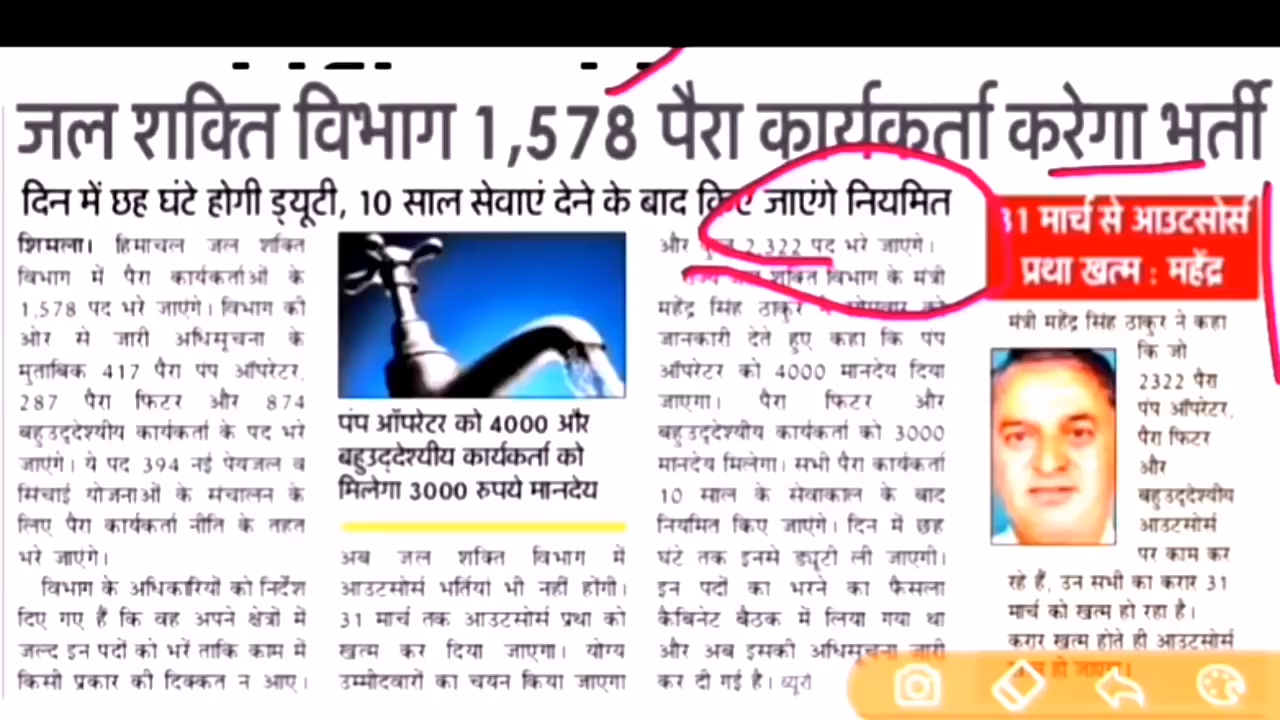 जल शक्ति विभाग 1,578 पैरा कार्यकर्ता करेगा भर्ती
दिन में छह घंटे होगी ड्यूटी, 10 साल सेवाएं देने के बाद किए जाएंगे नियमित
शिमला। हिमाचल जल शक्ति
विभाग में पैरा कार्यकर्ताओं के
1,578 पद भरे जाएंगे। विभाग की
ओर से जारी अधिसूचना के
मुताबिक 417 पैरा पंप ऑपरेटर,
287 पैरा फिटर और 874
बहुउद्देश्यीय कार्यकर्ता के पद भरे
जाएंगे। ये पद 394 नई पेयजल व
सिंचाई योजनाओं के संचालन के
लिए पैरा कार्यकर्ता नीति के तहत
भरे जाएंगे।
विभाग के अधिकारियों को निर्देश
दिए गए हैं कि वह अपने क्षेत्रों में
जल्द इन पदों को भरें ताकि काम में
किसी प्रकार की दिक्कत न आए।
पंप ऑपरेटर को 4000 और
बहुउद्देश्यीय कार्यकर्ता को
मिलेगा 3000 रुपये मानदेय
अब जल शक्ति विभाग में
आउटसोर्स भर्तियां भी नहीं होंगी।
31 मार्च तक आउटसोर्स प्रथा को
खत्म कर दिया जाएगा। योग्य
उम्मीदवारों का चयन किया जाएगा
और 2,322 पद भरे जाएंगे।
शक्ति विभाग के मंत्री
महेंद्र सिंह ठाकुर ने सोमवार को
जानकारी देते हुए कहा कि पंप
ऑपरेटर को 4000 मानदेय दिया
जाएगा। पैरा फिटर और
बहुउद्देश्यीय कार्यकर्ता को 3000
मानदेय मिलेगा। सभी पैरा कार्यकर्ता
10 साल के सेवाकाल के बाद
नियमित किए जाएंगे। दिन में छह
घंटे तक इनसे ड्यूटी ली जाएगी।
इन पदों का भरने का फैसला
कैबिनेट बैठक में लिया गया था
और अब इसकी अधिसूचना जारी
कर दी गई है। ब्यूरो
31 मार्च से आउटसोर्स
प्रथा खत्म : महेंद्र
मंत्री महेंद्र सिंह ठाकुर ने कहा
कि जो
2322 पैरा
पंप ऑपरेटर,
पैरा फिटर
और
बहुउद्देश्यीय
आउटसोर्स
पर काम कर
रहे हैं, उन सभी का करार 31
मार्च को खत्म हो रहा है।
करार खत्म होते ही आउटसोर्स
हो जाएगा।